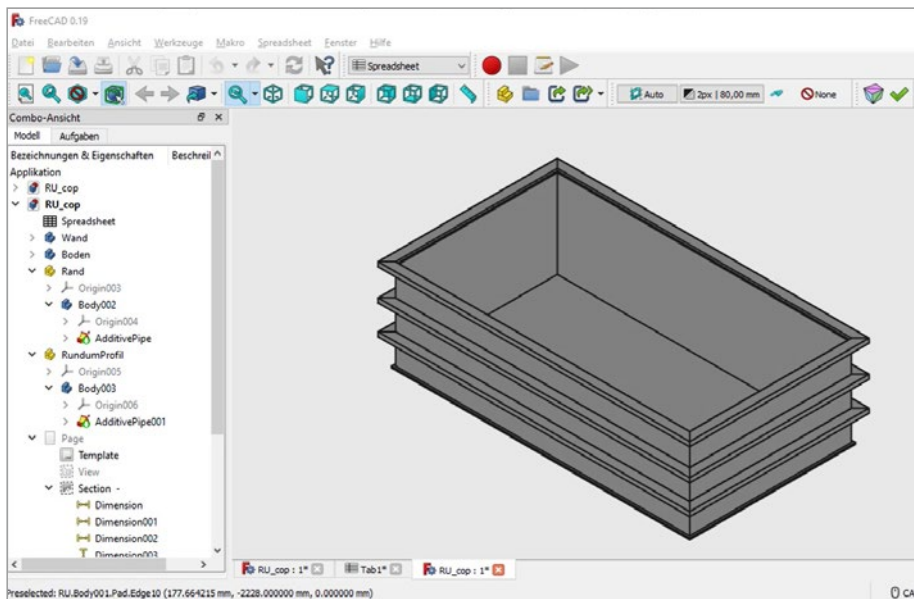 FreeCAD 0.19
Datei Bearbeiten Ansicht Werkzeuge Makro Spreadsheet Fenster Hilfe
Spreadsheet
Auto 2px | 80,00 mm None
Combo-Ansicht
Modell Aufgaben
Bezeichnungen & Eigenschaften Beschreil
Applikation
RU_cop
RU_cop
Spreadsheet
Wand
Boden
Rand
Origin003
Body002
Origin004
AdditivePipe
RundumProfil
Origin005
Body003
Origin006
AdditivePipe001
Page
Template
View
Section -
Dimension
Dimension001
Dimension002
Dimension003
RU_cop : 1* Tab1* RU_cop : 1*
Preselected: RU.Body001.Pad.Edge10 (177.664215 mm, -2228.000000 mm, 0.000000 mm) CA